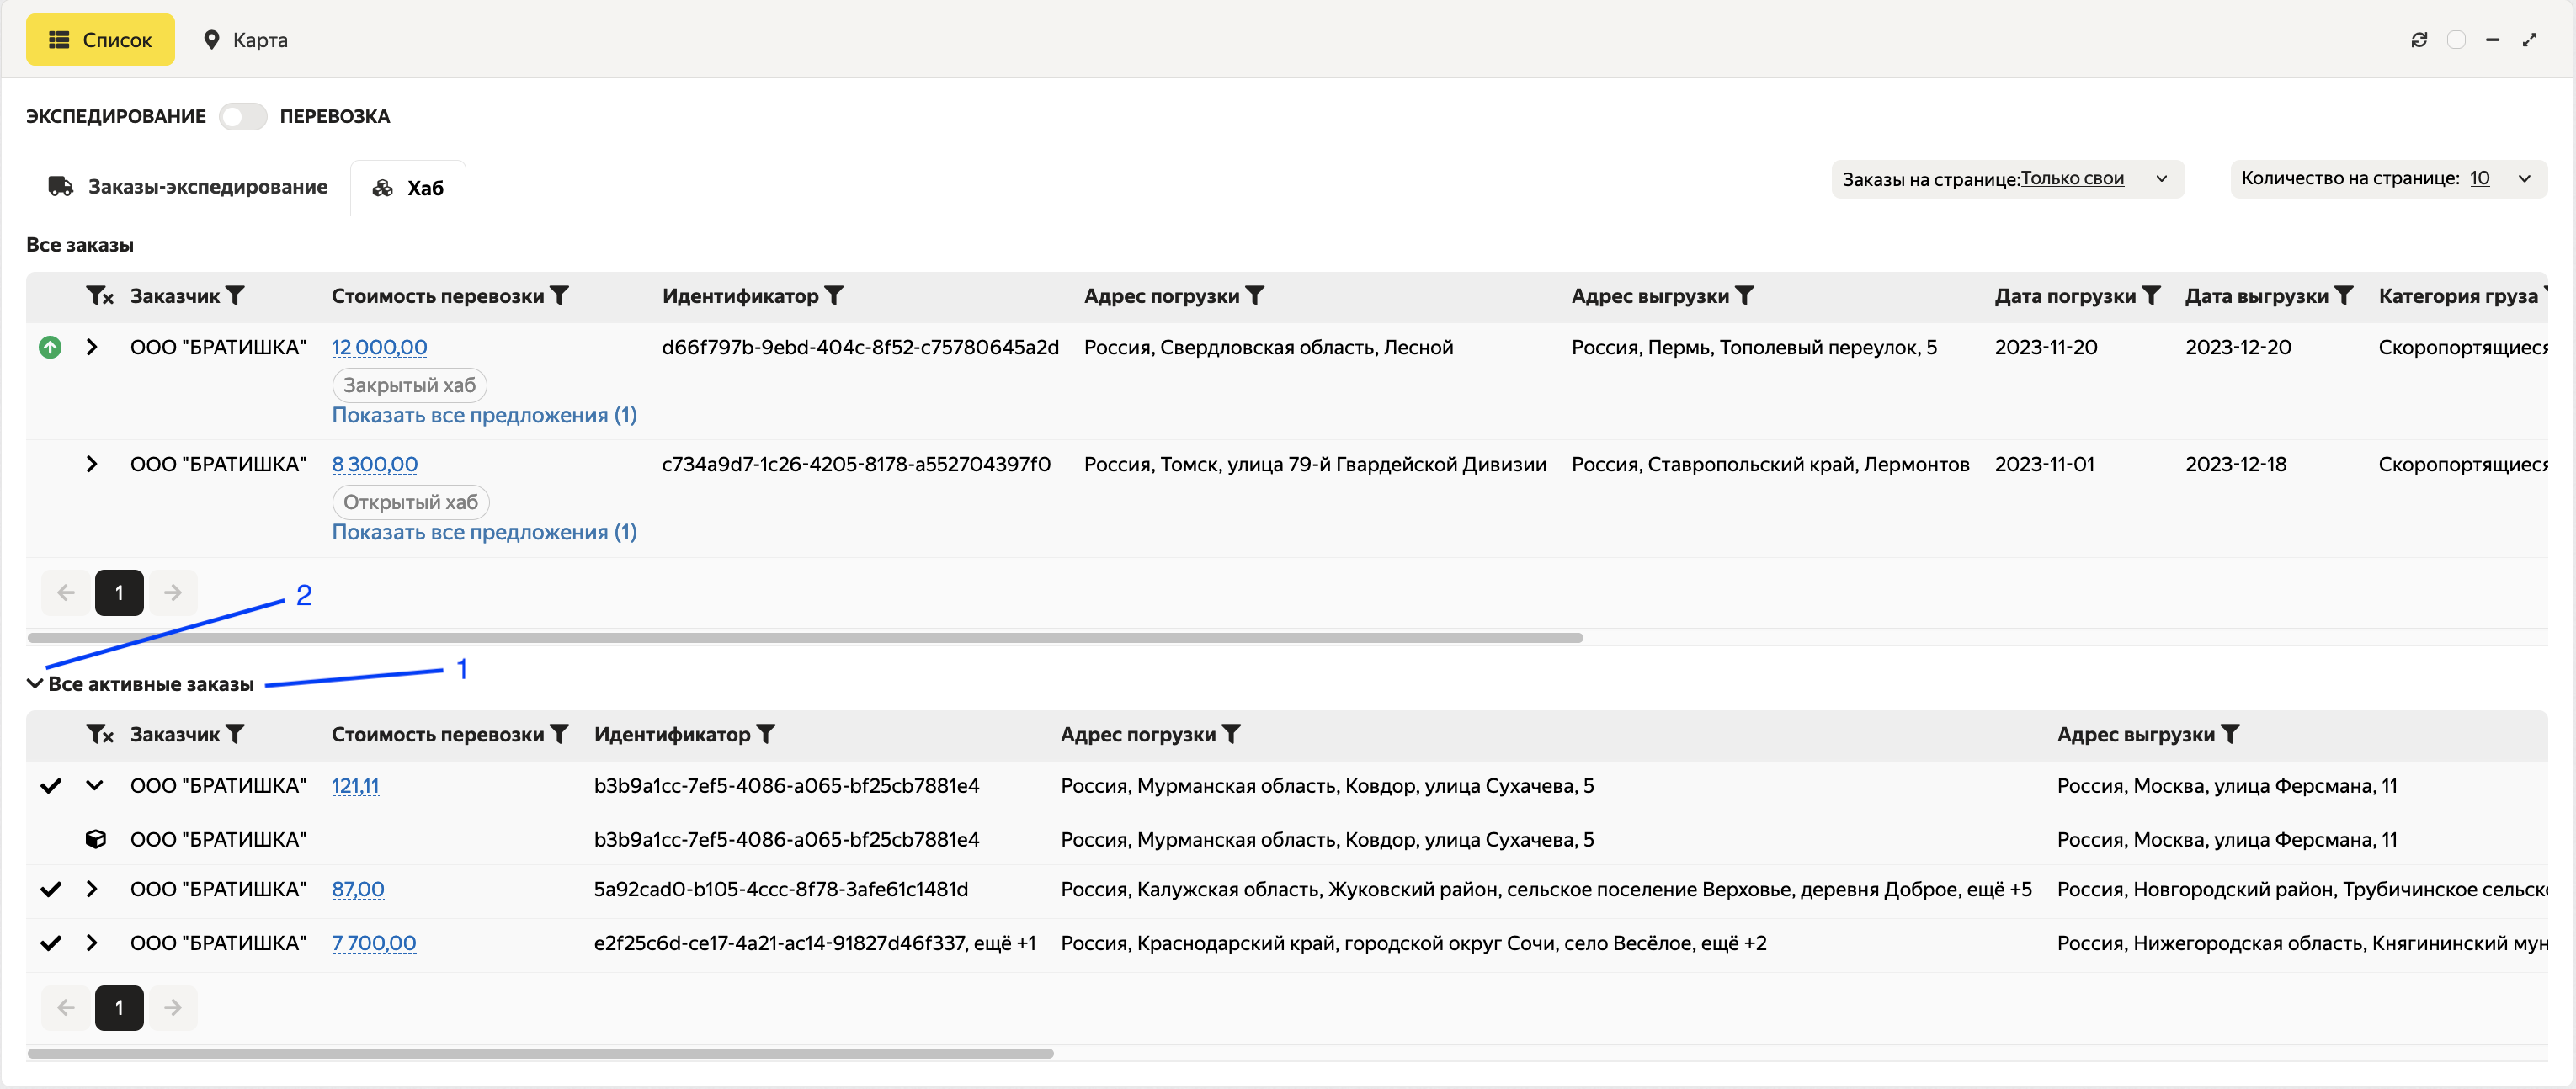 Список Карта
ЭКСПЕДИРОВАНИЕ ПЕРЕВОЗКА
Заказы-экспедирование Хаб Заказы на странице:Только свои Количество на странице: 10
Все заказы
Заказчик Стоимость перевозки Идентификатор Адрес погрузки Адрес выгрузки Дата погрузки Дата выгрузки Категория груза
ООО "БРАТИШКА" 12 000,00 d66f797b-9ebd-404c-8f52-c75780645a2d Россия, Свердловская область, Лесной Россия, Пермь, Тополевый переулок, 5 2023-11-20 2023-12-20 Скоропортящиеся
Закрытый хаб
Показать все предложения (1)
ООО "БРАТИШКА" 8 300,00 c734a9d7-1c26-4205-8178-a552704397f0 Россия, Томск, улица 79-й Гвардейской Дивизии Россия, Ставропольский край, Лермонтов 2023-11-01 2023-12-18 Скоропортящиеся
Открытый хаб
Показать все предложения (1)
1
2
1
Все активные заказы
Заказчик Стоимость перевозки Идентификатор Адрес погрузки Адрес выгрузки
ООО "БРАТИШКА" 121,11 b3b9a1cc-7ef5-4086-a065-bf25cb7881e4 Россия, Мурманская область, Ковдор, улица Сухачева, 5 Россия, Москва, улица Ферсмана, 11
ООО "БРАТИШКА" b3b9a1cc-7ef5-4086-a065-bf25cb7881e4 Россия, Мурманская область, Ковдор, улица Сухачева, 5 Россия, Москва, улица Ферсмана, 11
ООО "БРАТИШКА" 87,00 5a92cad0-b105-4ccc-8f78-3afe61c1481d Россия, Калужская область, Жуковский район, сельское поселение Верховье, деревня Доброе, ещё +5 Россия, Новгородский район, Трубичинское сельск
ООО "БРАТИШКА" 7 700,00 e2f25c6d-ce17-4a21-ac14-91827d46f337, ещё +1 Россия, Краснодарский край, городской округ Сочи, село Весёлое, ещё +2 Россия, Нижегородская область, Княгининский мун
1